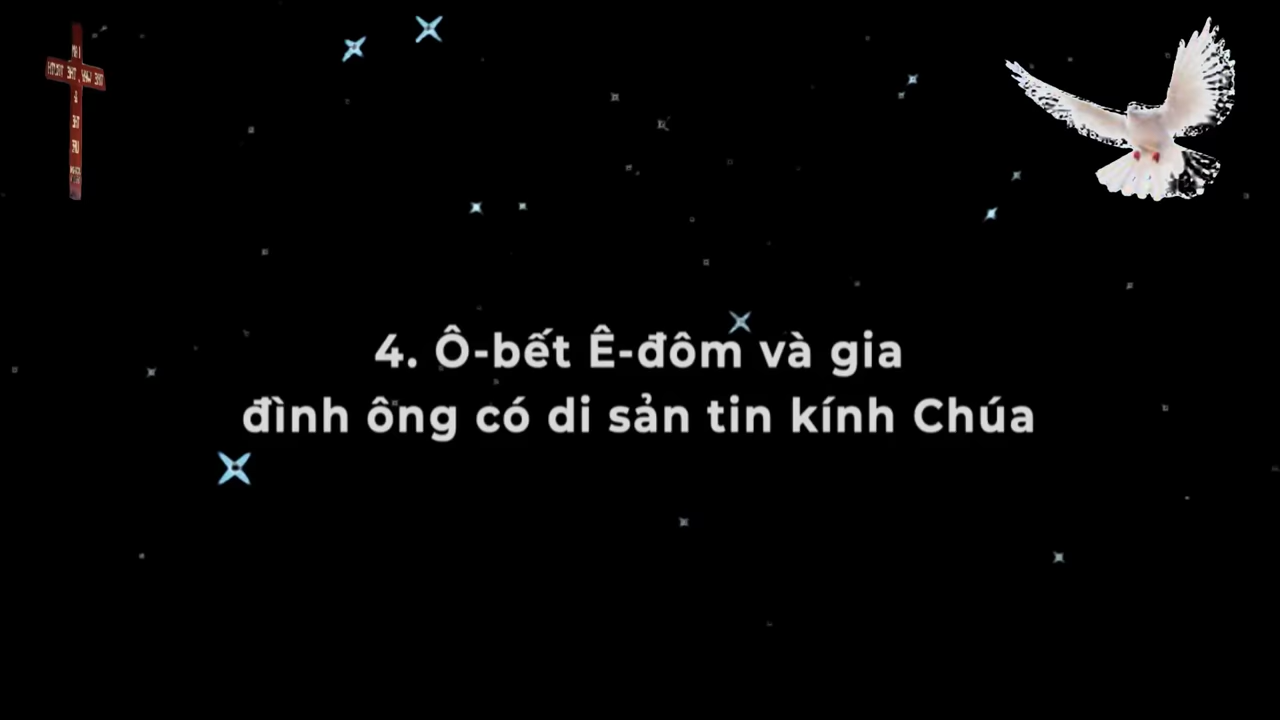 4. Ô-bết Ê-đôm và gia
đình ông có di sản tin kính Chúa